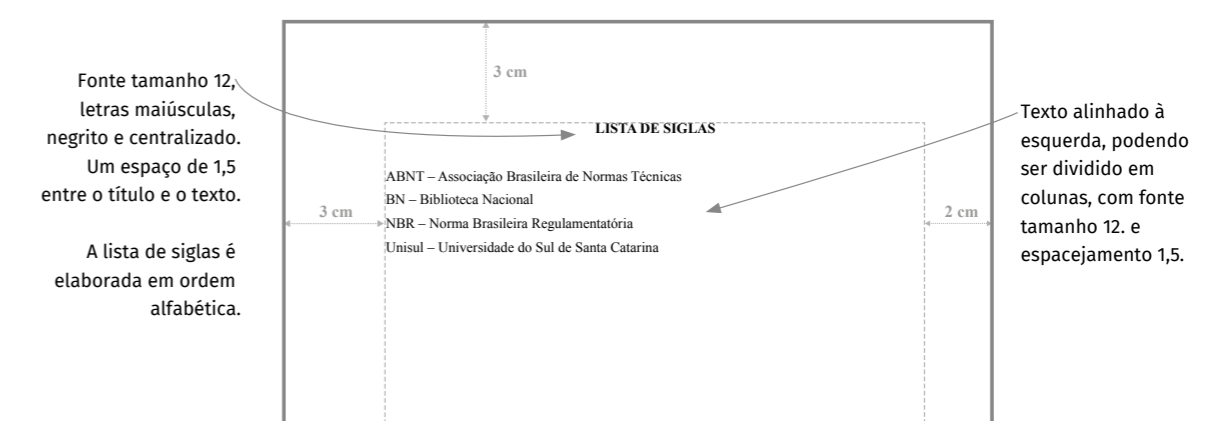 Fonte tamanho 12,
letras maiúsculas,
negrito e centralizado.
Um espaço de 1,5
entre o título e o texto.
A lista de siglas é
elaborada em ordem
alfabética.
3 cm
LISTA DE SIGLAS
ABNT – Associação Brasileira de Normas Técnicas
BN – Biblioteca Nacional
NBR – Norma Brasileira Regulamentatória
Unisul – Universidade do Sul de Santa Catarina
3 cm
2 cm
Texto alinhado à
esquerda, podendo
ser dividido em
colunas, com fonte
tamanho 12. e
espacejamento 1,5.